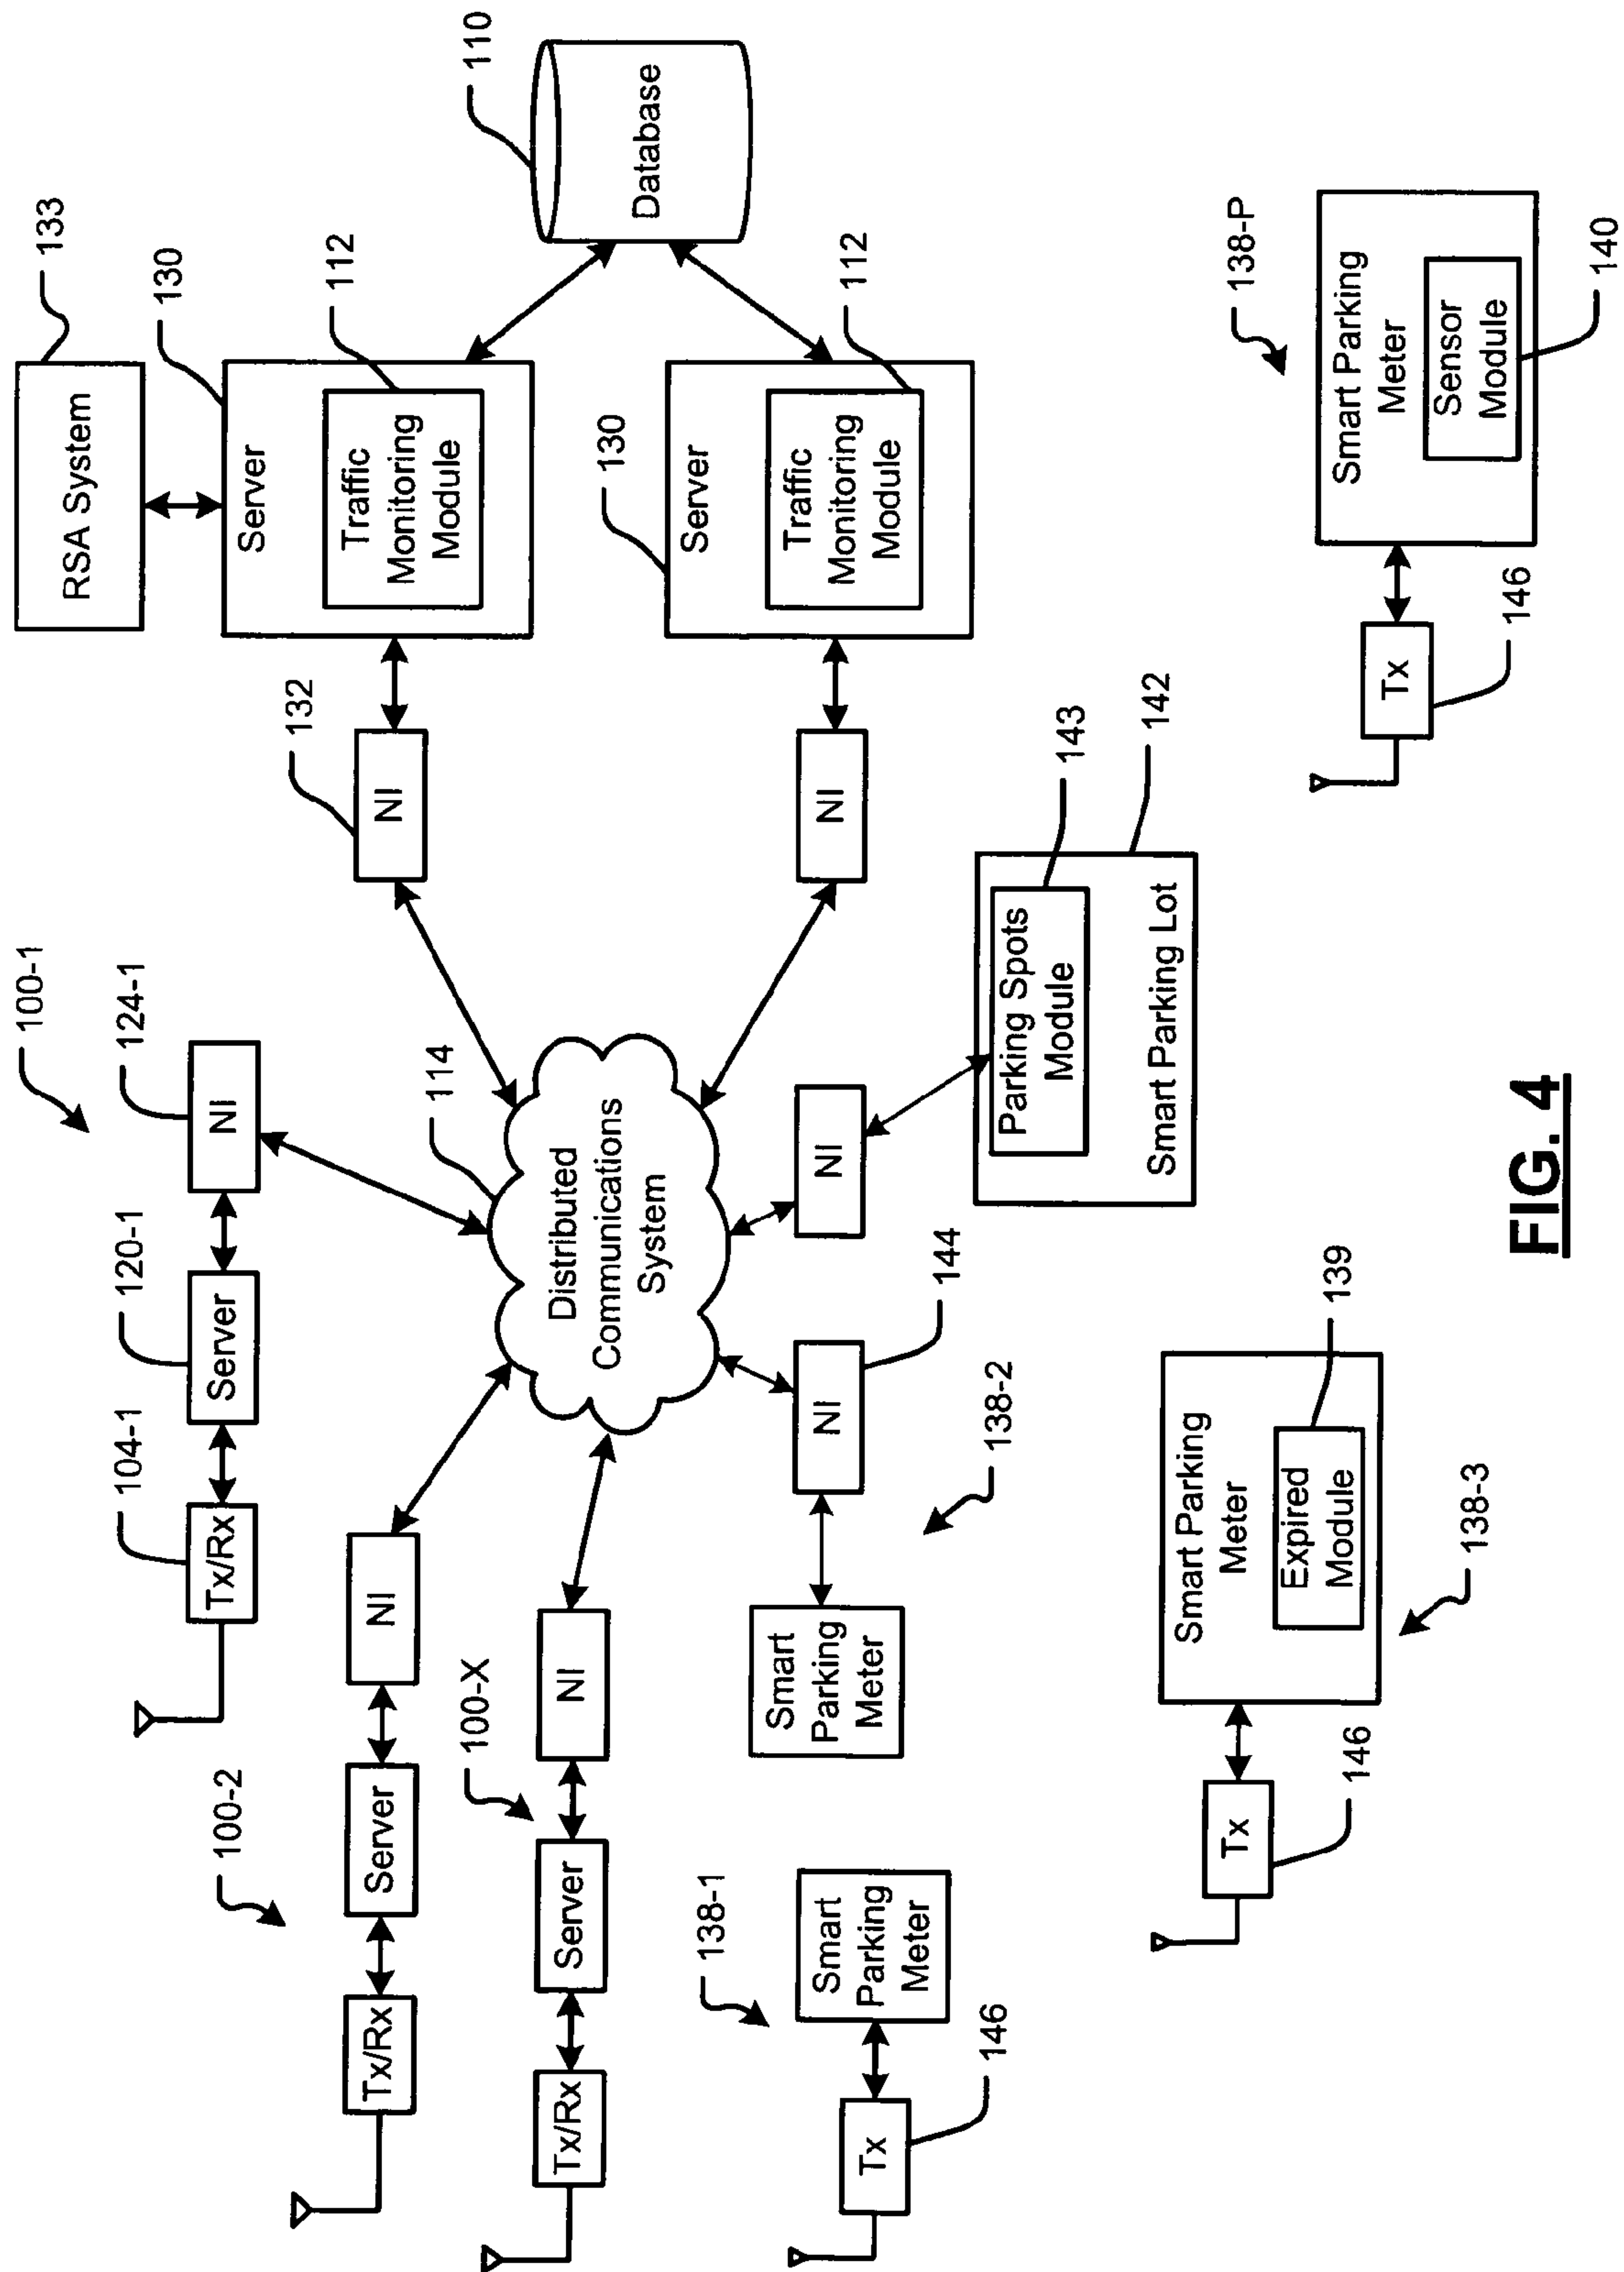 100-1
104-1
120-1
124-1
Tx/Rx
Server
NI
133
RSA System
130
Server
112
Traffic
Monitoring
Module
132
NI
110
Database
100-2
Tx/Rx
Server
NI
114
Distributed
Communications
System
100-X
Tx/Rx
Server
NI
130
Server
112
Traffic
Monitoring
Module
NI
138-1
Tx
146
Smart
Parking
Meter
Smart
Parking
Meter
NI
144
138-2
NI
143
Parking Spots
Module
142
Smart Parking Lot
Tx
146
Smart Parking
Meter
Expired
Module
139
138-3
138-P
Tx
146
Smart Parking
Meter
Sensor
Module
140
FIG. 4